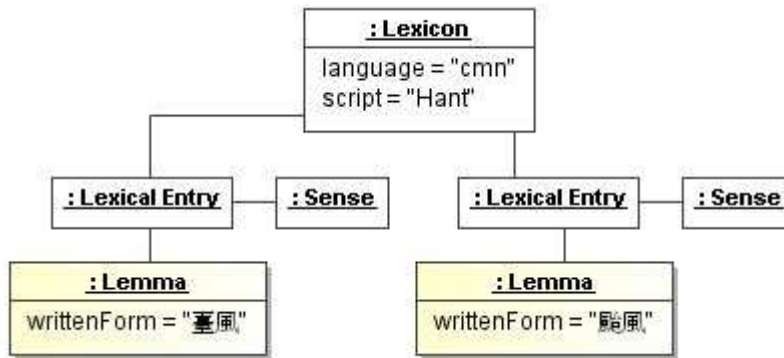 : Lexicon
language = "cmn"
script = "Hant"
: Lexical Entry
: Sense
: Lexical Entry
: Sense
: Lemma
writtenForm = "臺風"
: Lemma
writtenForm = "颱風"